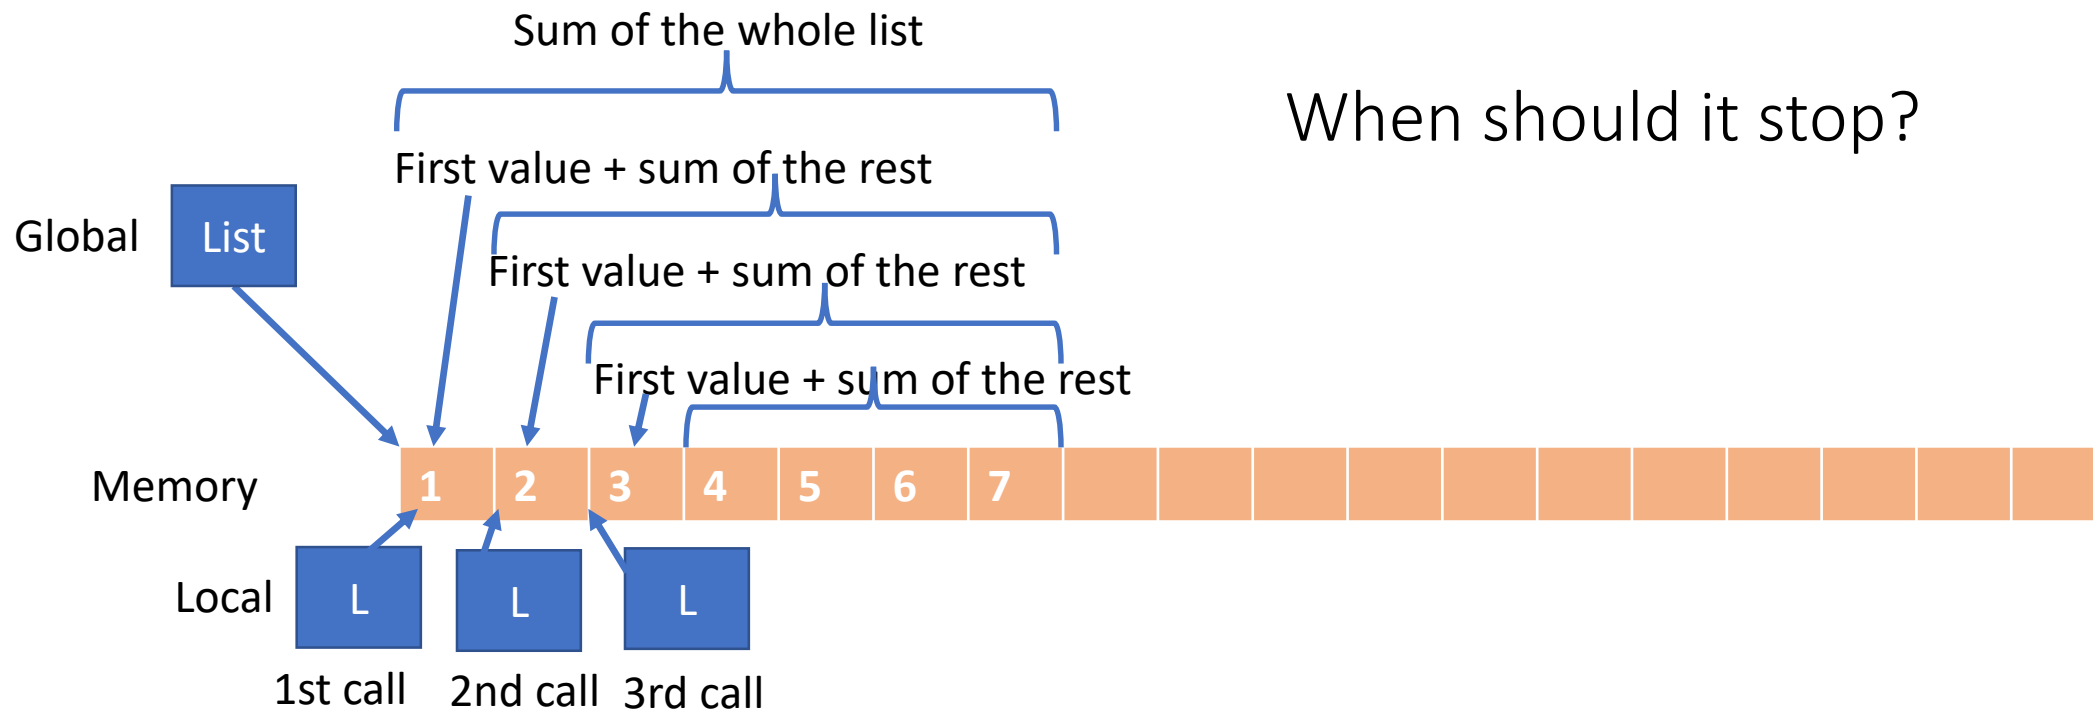 Sum of the whole list
When should it stop?
First value + sum of the rest
Global
List
First value + sum of the rest
First value + sum of the rest
Memory
1 2 3 4 5 6 7
Local
L L L
1st call 2nd call 3rd call